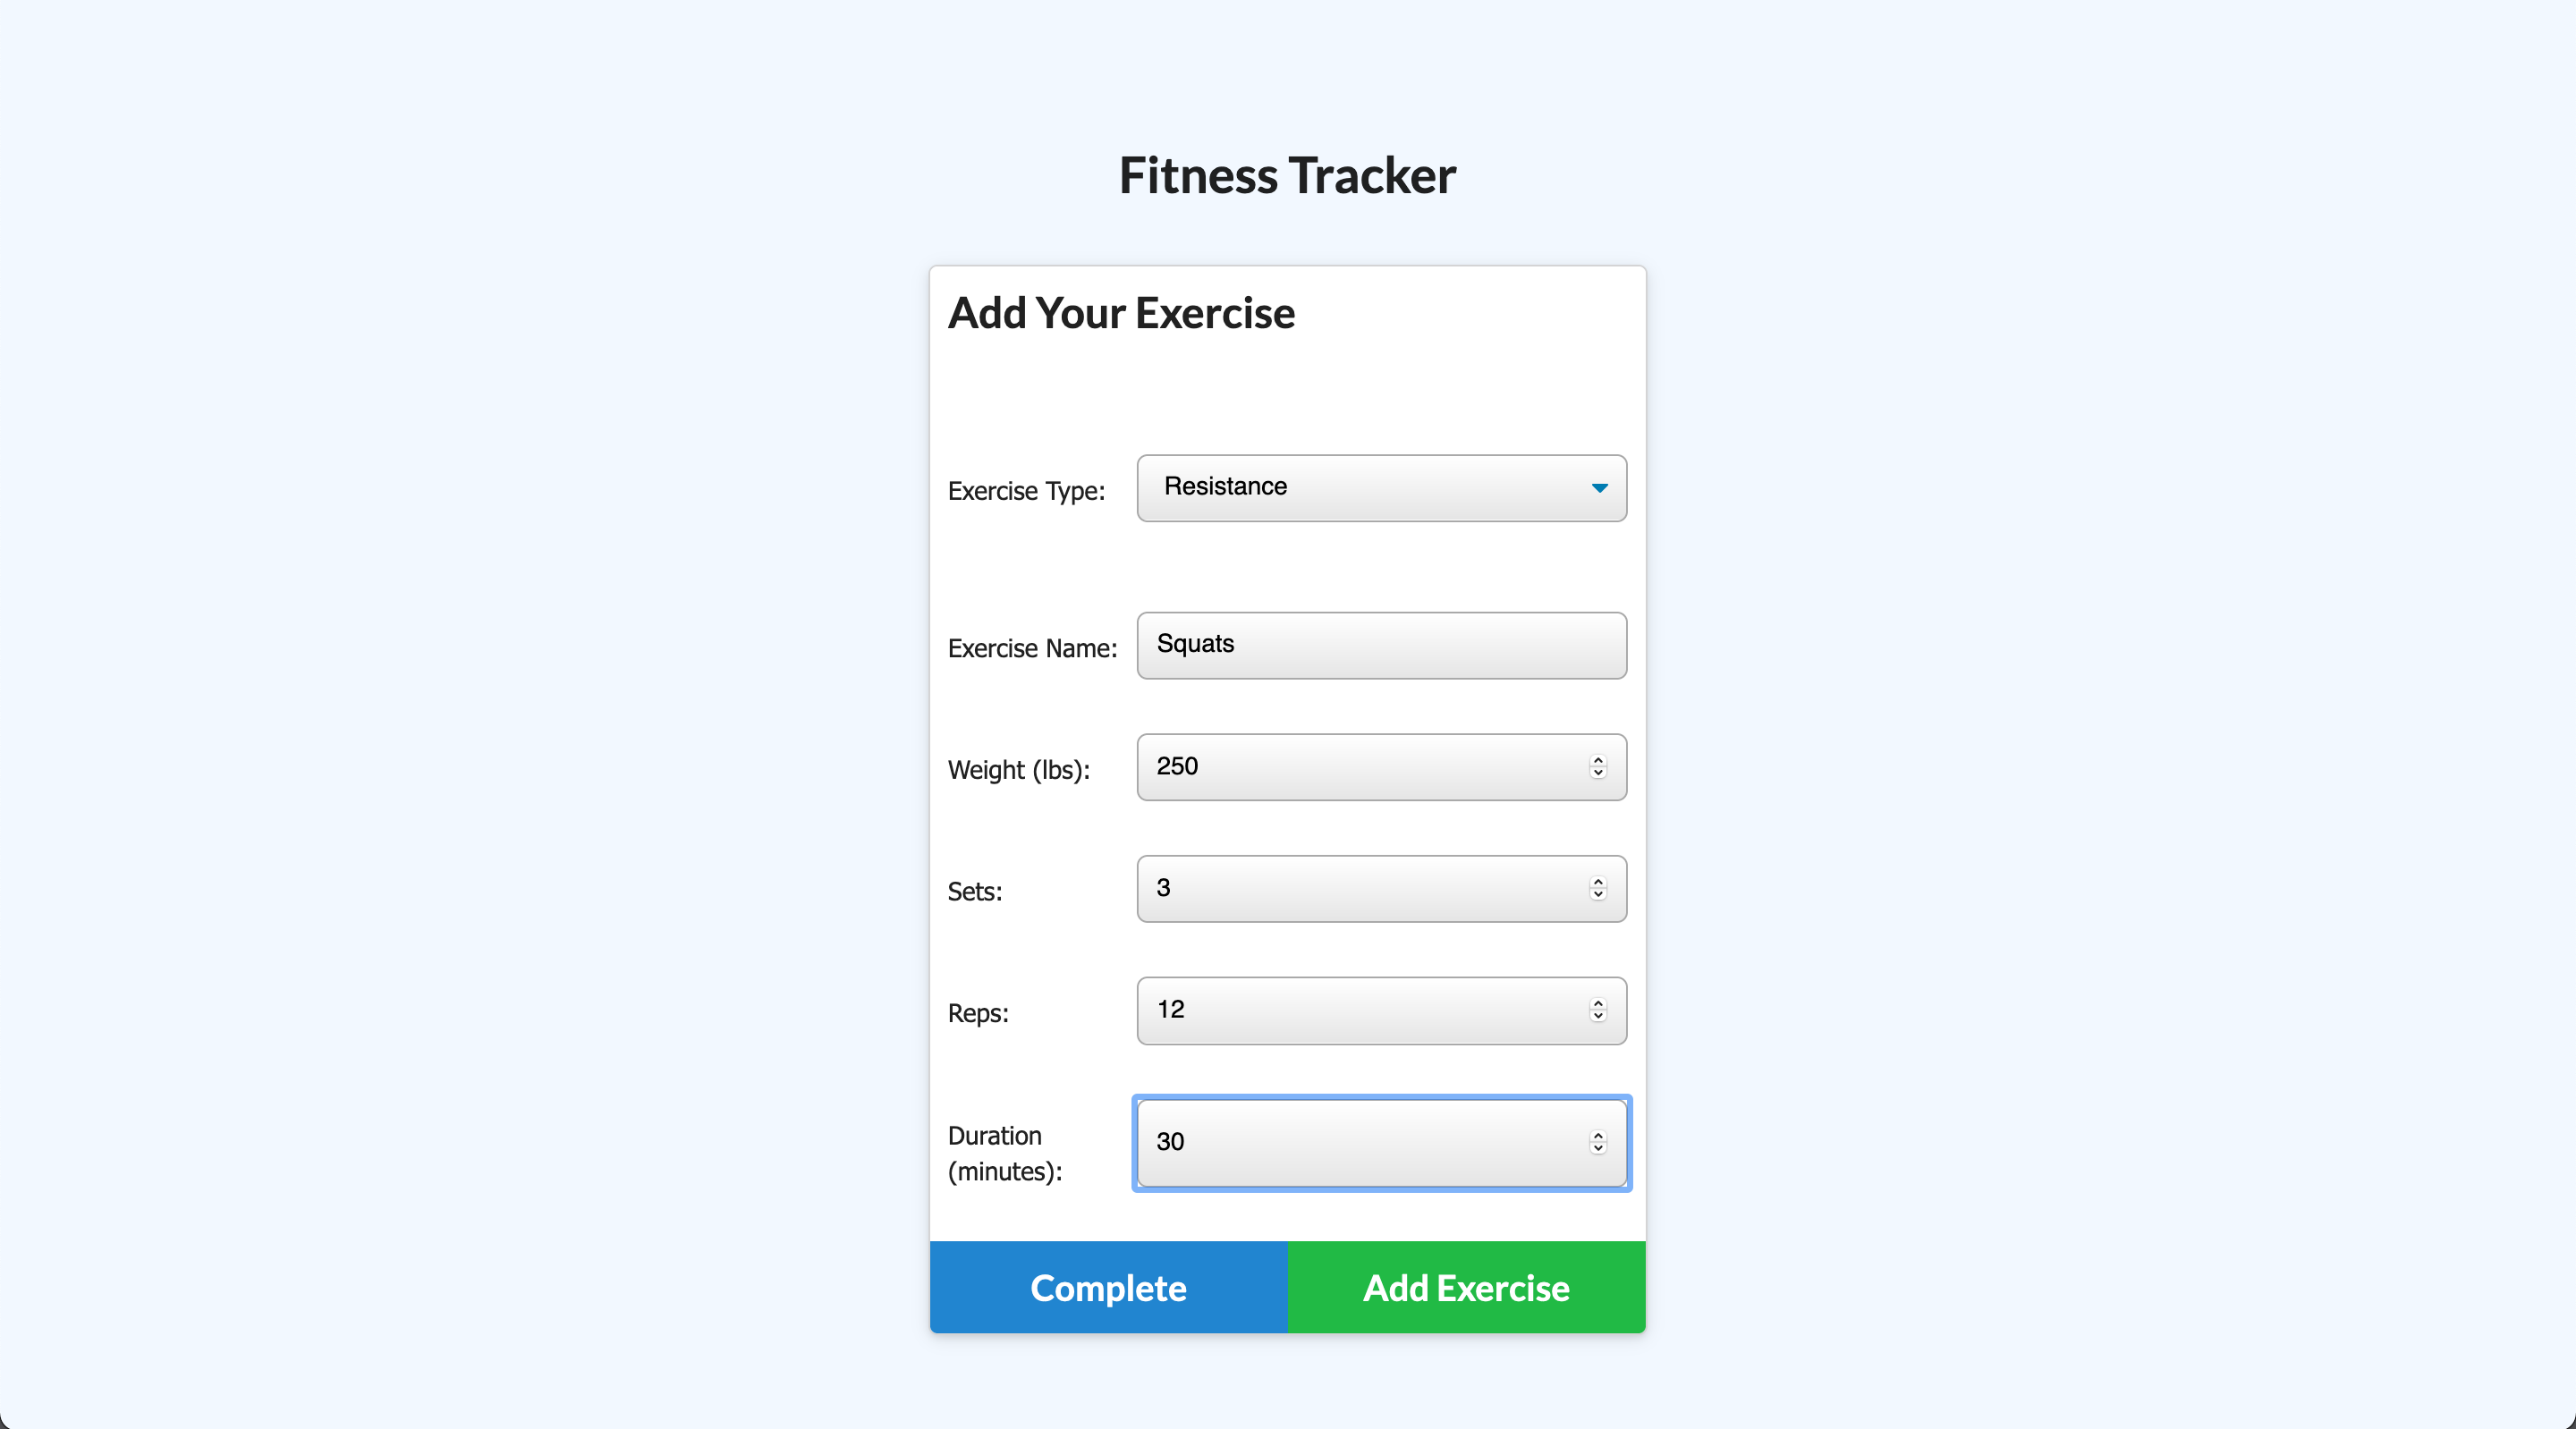 Fitness Tracker
Add Your Exercise
Exercise Type: Resistance
Exercise Name: Squats
Weight (lbs): 250
Sets: 3
Reps: 12
Duration
(minutes): 30
Complete Add Exercise